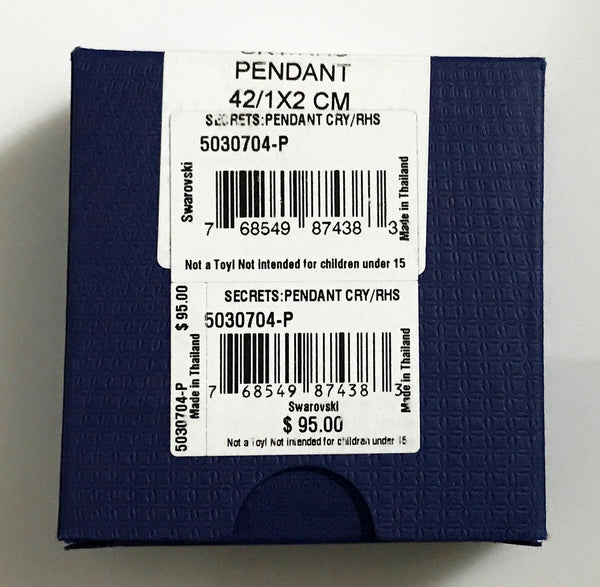 PENDANT
42/1X2 CM
SECRETS:PENDANT CRY/RHS
5030704-P
Swarovski
7 68549 87438 3
Made in Thailand
Not a Toy! Not intended for children under 15
$ 95.00
Made in Thailand
5030704-P
SECRETS:PENDANT CRY/RHS
5030704-P
7 68549 87438 3
Made in Thailand
Swarovski
$ 95.00
Not a Toy! Not intended for children under 15